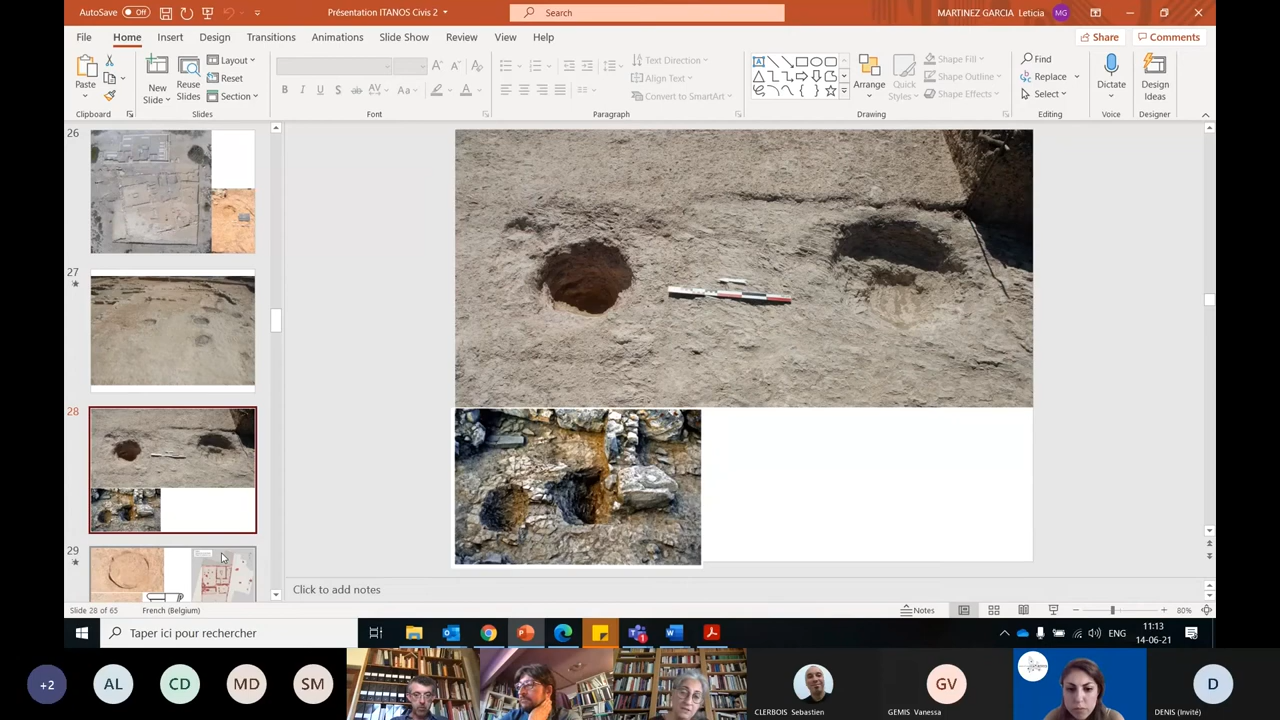 AutoSave Off
Présentation ITANOS Civis 2
Search
MARTINEZ GARCIA Leticia MG
File Home Insert Design Transitions Animations Slide Show Review View Help
Share Comments
Paste
Clipboard
New
Slide
Reuse
Slides
Layout
Reset
Section
Slides
Font
Text Direction
Align Text
Convert to SmartArt
Paragraph
Arrange
Quick
Styles
Shape Fill
Shape Outline
Shape Effects
Drawing
Find
Replace
Select
Editing
Dictate
Voice
Design
Ideas
Designer
26
27
28
29
Click to add notes
Slide 28 of 65 French (Belgium)
Notes
80%
Taper ici pour rechercher
ENG
11:13
14-06-21
+2
AL
CD
MD
SM
CLERBOIS Sebastien
GV
GEMIS Vanessa
D
DENIS (Invité)